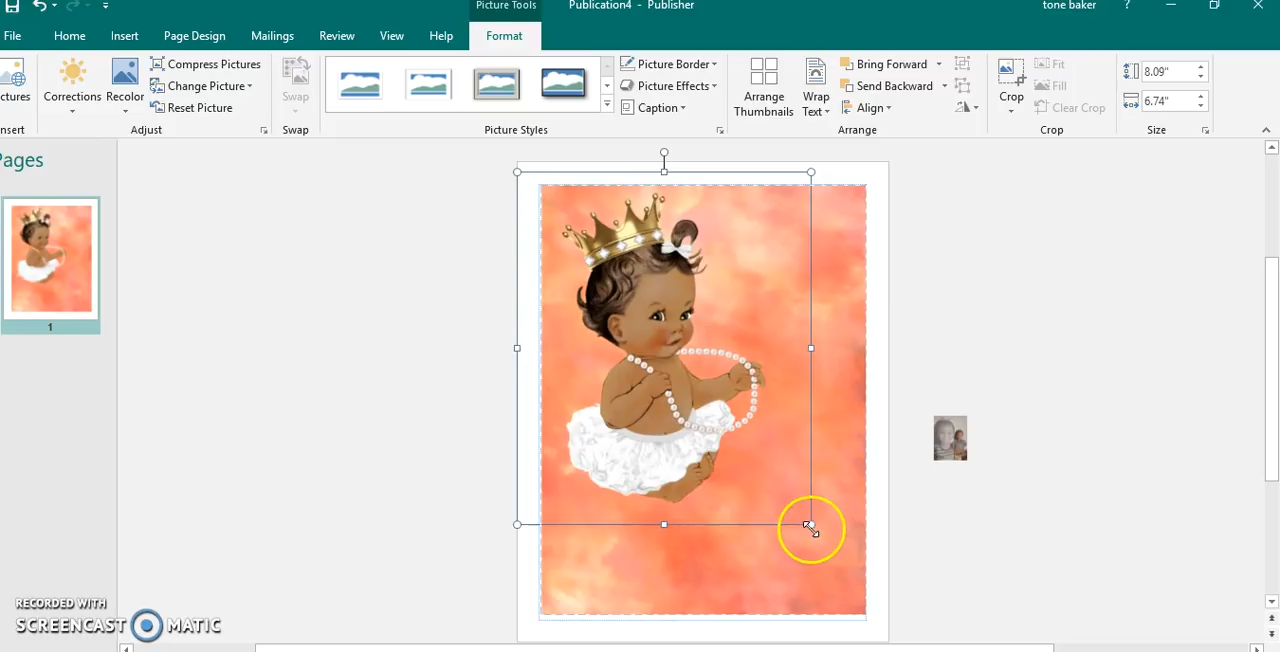 Picture Tools
Publication4 - Publisher
tone baker
?
File
Home
Insert
Page Design
Mailings
Review
View
Help
Format
ctures
nsert
Corrections
Recolor
Compress Pictures
Change Picture
Reset Picture
Adjust
Swap
Swap
Picture Styles
Picture Border
Picture Effects
Caption
Arrange
Thumbnails
Wrap
Text
Bring Forward
Send Backward
Align
Arrange
Crop
Fit
Fill
Clear Crop
Crop
8.09"
6.74"
Size
Pages
1
RECORDED WITH
SCREENCAST MATIC